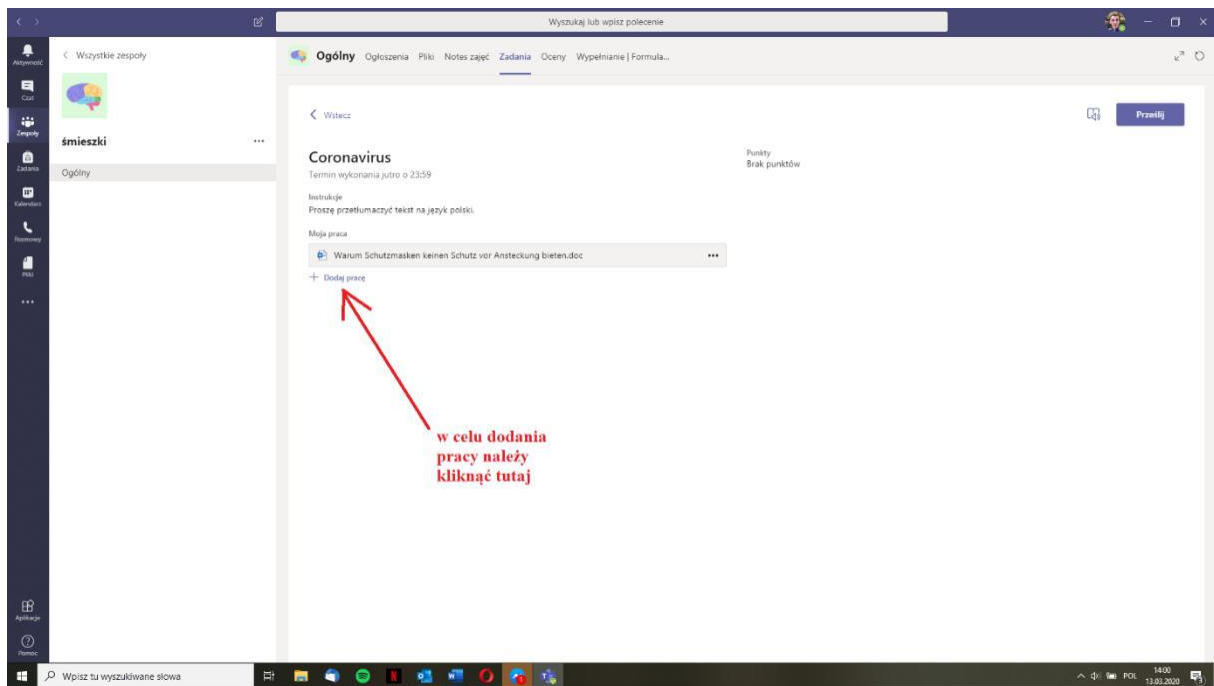 Wyszukaj lub wpisz polecenie
Aktywność
Czat
Zespoły
Zadania
Kalendarz
Rozmowy
Pliki
Aplikacje
Pomoc
Wszystkie zespoły
śmieszki
Ogólny
Ogólny Ogłoszenia Pliki Notes zajęć Zadania Oceny Wypełnianie | Formula...
Wstecz
Prześlij
Coronavirus
Termin wykonania jutro o 23:59
Punkty
Brak punktów
Instrukcje
Proszę przetłumaczyć tekst na język polski.
Moja praca
Warum Schutzmasken keinen Schutz vor Ansteckung bieten.doc
+ Dodaj pracę
w celu dodania
pracy należy
kliknąć tutaj
Wpisz tu wyszukiwane słowa
POL
14:00
13.03.2020